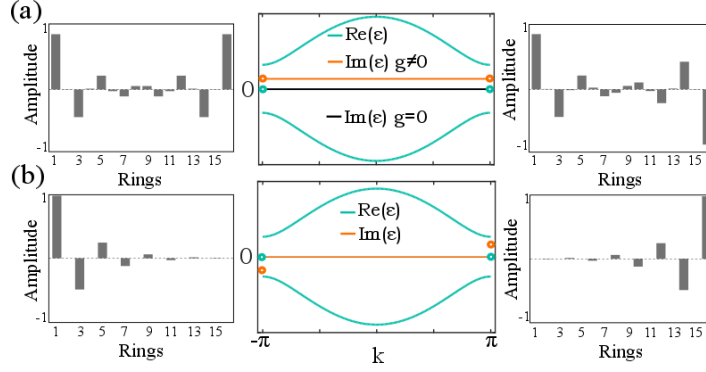 (a)
1
Amplitude
-1
1 3 5 7 9 11 13 15
Rings
0
Re(ε)
Im(ε) g≠0
Im(ε) g=0
1
Amplitude
-1
1 3 5 7 9 11 13 15
Rings
(b)
1
Amplitude
-1
1 3 5 7 9 11 13 15
Rings
0
Re(ε)
Im(ε)
-π π
k
1
Amplitude
-1
1 3 5 7 9 11 13 15
Rings